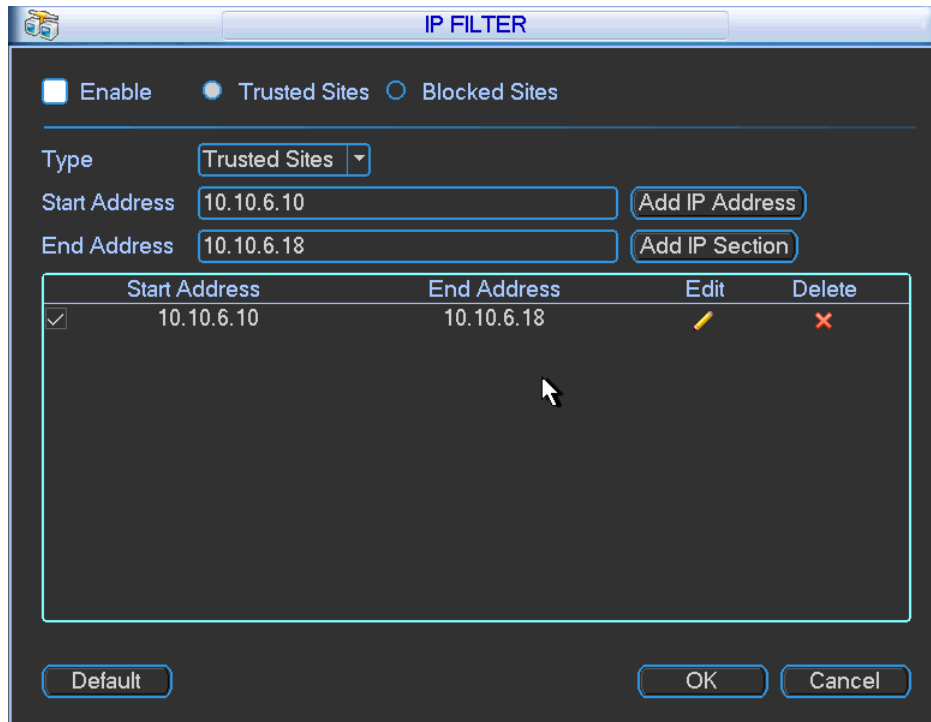 IP FILTER
Enable Trusted Sites Blocked Sites
Type Trusted Sites
Start Address 10.10.6.10 Add IP Address
End Address 10.10.6.18 Add IP Section
Start Address End Address Edit Delete
10.10.6.10 10.10.6.18
Default OK Cancel